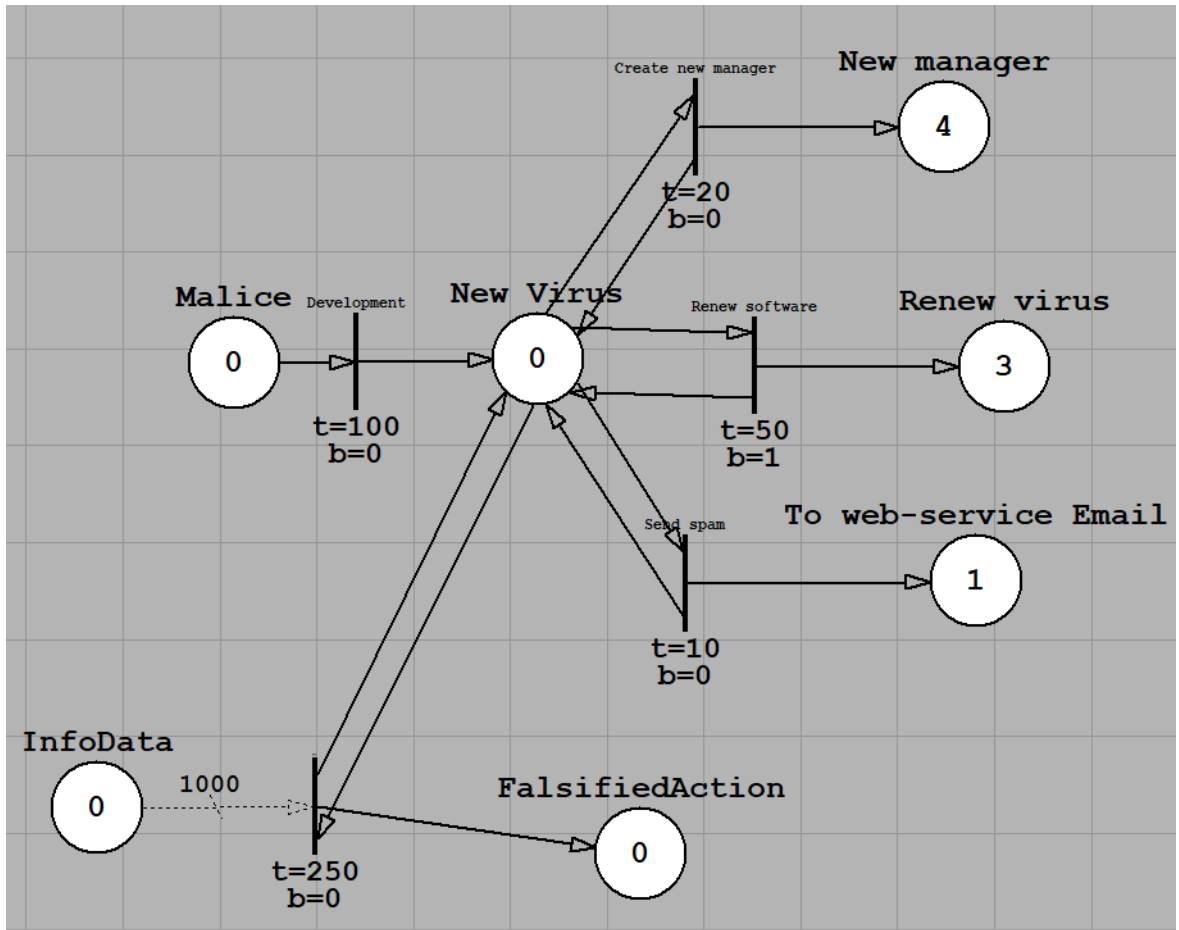 Create new manager
New manager
4
t=20
b=0
Malice
Development
New Virus
Renew software
Renew virus
0
0
3
t=100
b=0
t=50
b=1
Send spam
To web-service Email
1
t=10
b=0
InfoData
1000
FalsifiedAction
0
0
t=250
b=0